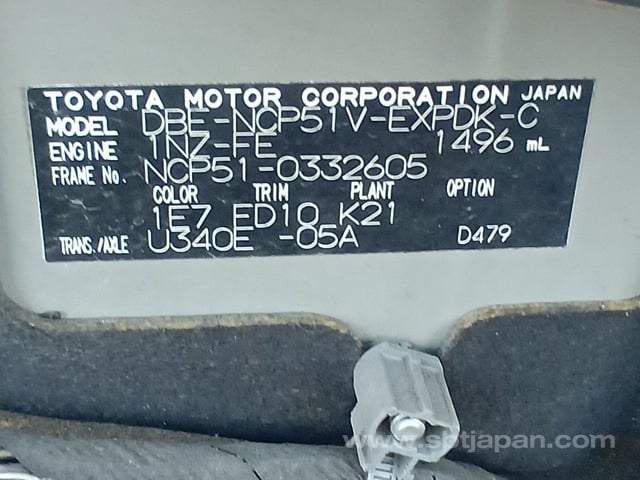 TOYOTA MOTOR CORPORATION JAPAN
MODEL DBE-NCP51V-EXPDK-C
ENGINE 1NZ-FE 1496 mL
FRAME No. NCP51-0332605
COLOR TRIM PLANT OPTION
1E7 ED10 K21
TRANS./AXLE U340E -05A D479
www.sbtjapan.com